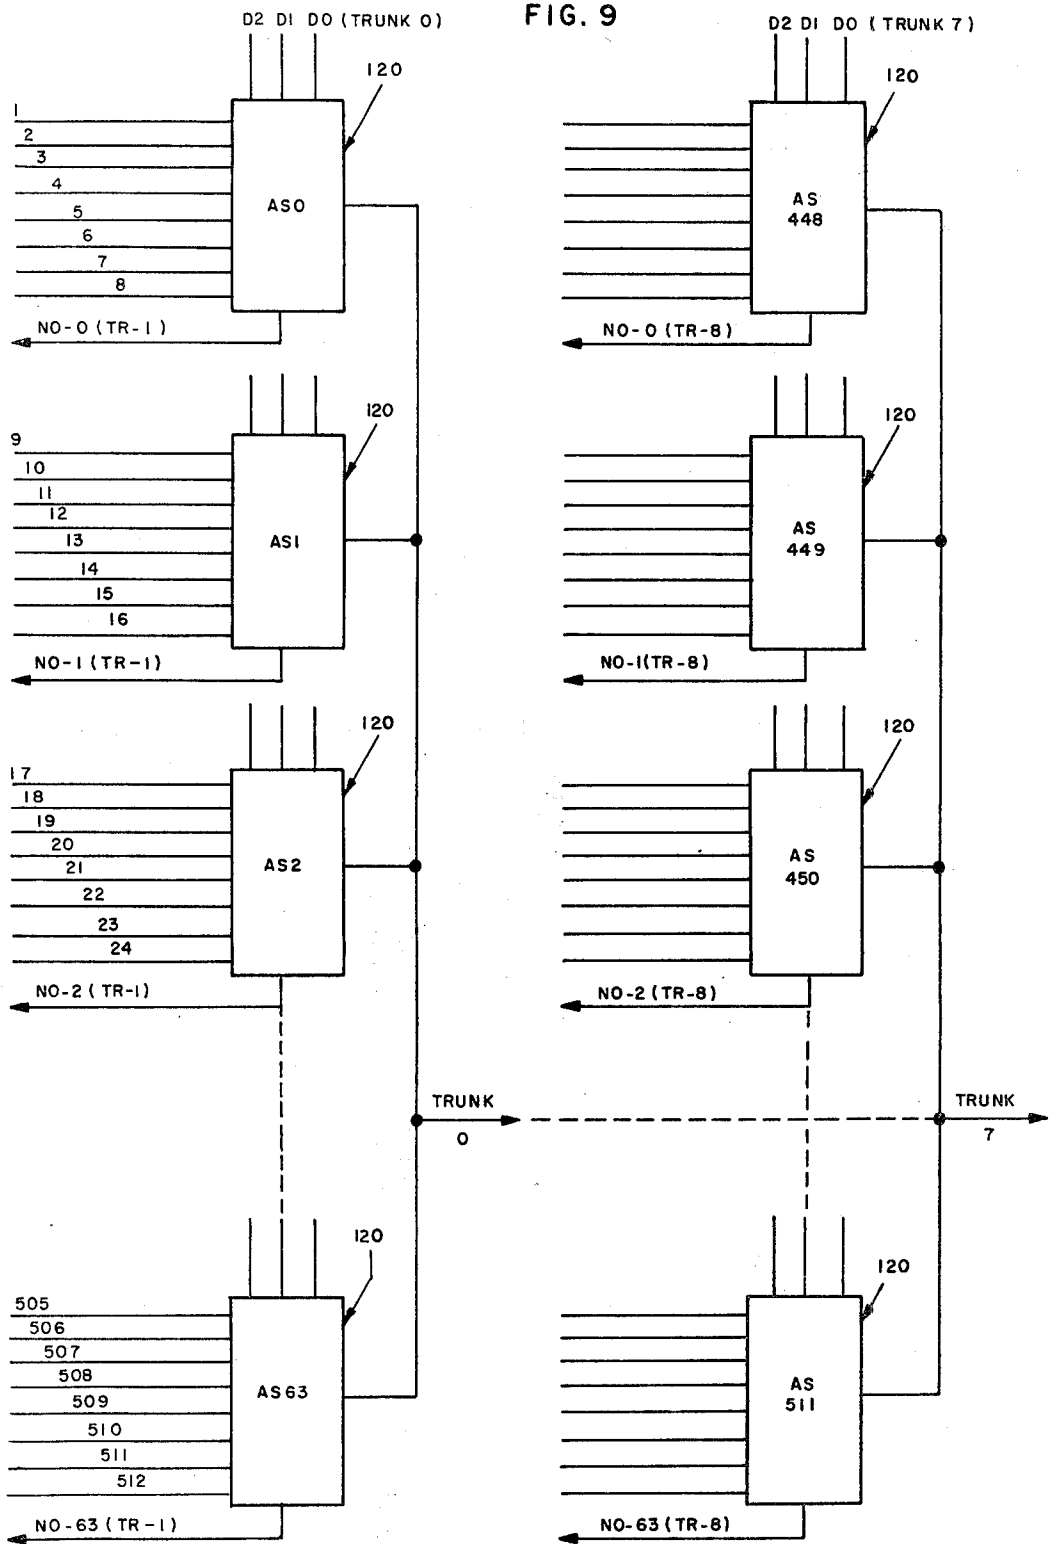 FIG. 9
D2 D1 D0 (TRUNK 0)
120
1
2
3
4
5
6
7
8
AS0
NO-0 (TR-1)
120
9
10
11
12
13
14
15
16
AS1
NO-1 (TR-1)
120
17
18
19
20
21
22
23
24
AS2
NO-2 (TR-1)
TRUNK
0
120
505
506
507
508
509
510
511
512
AS63
NO-63 (TR-1)
D2 D1 D0 (TRUNK 7)
120
AS
448
NO-0 (TR-8)
120
AS
449
NO-1(TR-8)
120
AS
450
NO-2 (TR-8)
TRUNK
7
120
AS
511
NO-63(TR-8)